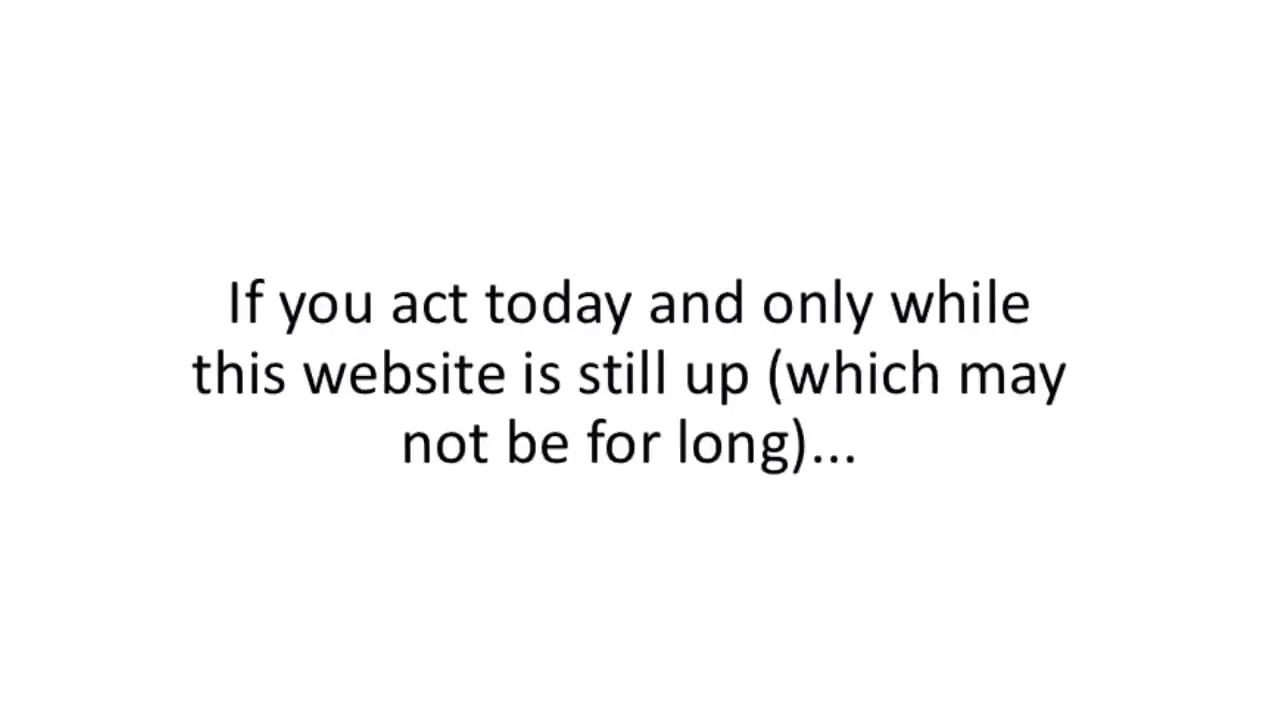 If you act today and only while
this website is still up (which may
not be for long)...